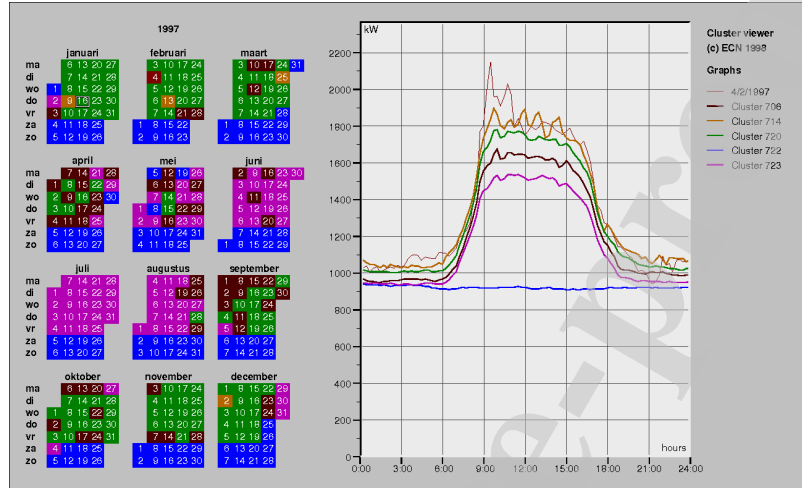 1997
januari februari maart
ma 6 13 20 27 3 10 17 24 3 10 17 24 31
di 7 14 21 28 4 11 18 25 4 11 18 25
wo 1 8 15 22 29 5 12 19 26 5 12 19 26
do 2 9 16 23 30 6 13 20 27 6 13 20 27
vr 3 10 17 24 31 7 14 21 28 7 14 21 28
za 4 11 18 25 1 8 15 22 1 8 15 22 29
zo 5 12 19 26 2 9 16 23 2 9 16 23 30
april mei juni
ma 7 14 21 28 5 12 19 26 2 9 16 23 30
di 1 8 15 22 29 6 13 20 27 3 10 17 24
wo 2 9 16 23 30 7 14 21 28 4 11 18 25
do 3 10 17 24 1 8 15 22 29 5 12 19 26
vr 4 11 18 25 2 9 16 23 30 6 13 20 27
za 5 12 19 26 3 10 17 24 31 7 14 21 28
zo 6 13 20 27 4 11 18 25 1 8 15 22 29
juli augustus september
ma 7 14 21 28 4 11 18 25 1 8 15 22 29
di 1 8 15 22 29 5 12 19 26 2 9 16 23 30
wo 2 9 16 23 30 6 13 20 27 3 10 17 24
do 3 10 17 24 31 7 14 21 28 4 11 18 25
vr 4 11 18 25 1 8 15 22 29 5 12 19 26
za 5 12 19 26 2 9 16 23 30 6 13 20 27
zo 6 13 20 27 3 10 17 24 31 7 14 21 28
oktober november december
ma 6 13 20 27 3 10 17 24 1 8 15 22 29
di 7 14 21 28 4 11 18 25 2 9 16 23 30
wo 1 8 15 22 29 5 12 19 26 3 10 17 24 31
do 2 9 16 23 30 6 13 20 27 4 11 18 25
vr 3 10 17 24 31 7 14 21 28 5 12 19 26
za 4 11 18 25 1 8 15 22 29 6 13 20 27
zo 5 12 19 26 2 9 16 23 30 7 14 21 28
kW
2200
2000
1800
1600
1400
1200
1000
800
600
400
200
0
hours
0:00 3:00 6:00 9:00 12:00 15:00 18:00 21:00 24:00
Cluster viewer
(c) ECN 1998
Graphs
4/2/1997
Cluster 706
Cluster 714
Cluster 720
Cluster 722
Cluster 723
e-pr